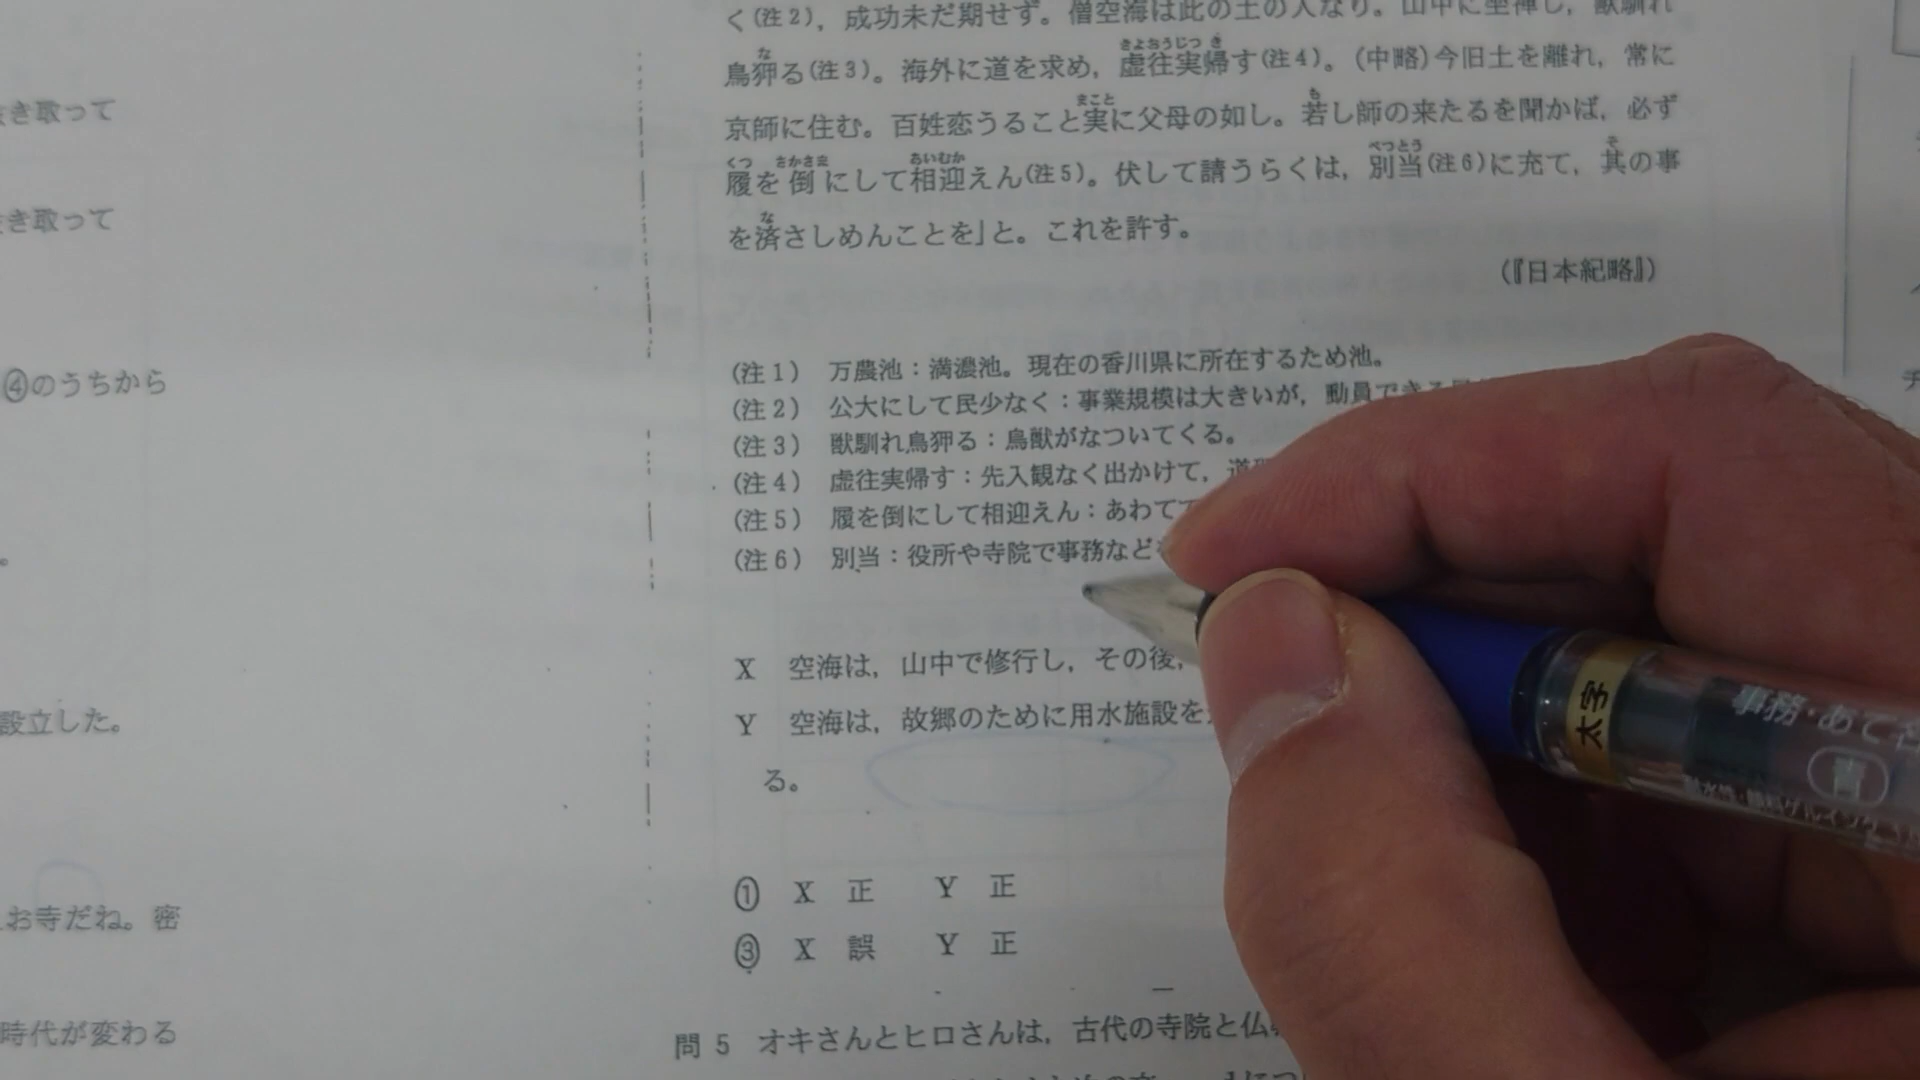 く(注2)，成功未だ期せず。僧空海は此の土の人なり。山中に坐禅し，獣馴れ
鳥狎る(注3)。海外に道を求め，虚往実帰す(注4)。(中略)今旧土を離れ，常に
京師に住む。百姓恋うること実に父母の如し。若し師の来たるを聞かば，必ず
履を倒にして相迎えん(注5)。伏して請うらくは，別当(注6)に充て，其の事
を済さしめんことを」と。これを許す。
(『日本紀略』)
(注1) 万農池：満濃池。現在の香川県に所在するため池。
(注2) 公大にして民少なく：事業規模は大きいが，動員できる
(注3) 獣馴れ鳥狎る：鳥獣がなついてくる。
(注4) 虚往実帰す：先入観なく出かけて，道
(注5) 履を倒にして相迎えん：あわてて
(注6) 別当：役所や寺院で事務など
X 空海は，山中で修行し，その後，
Y 空海は，故郷のために用水施設を
る。
① X 正 Y 正
③ X 誤 Y 正
問5 オキさんとヒロさんは，古代の寺院と仏
き取って
き取って
④のうちから
。
設立した。
お寺だね。密
時代が変わる
太字
事務・あて名
青